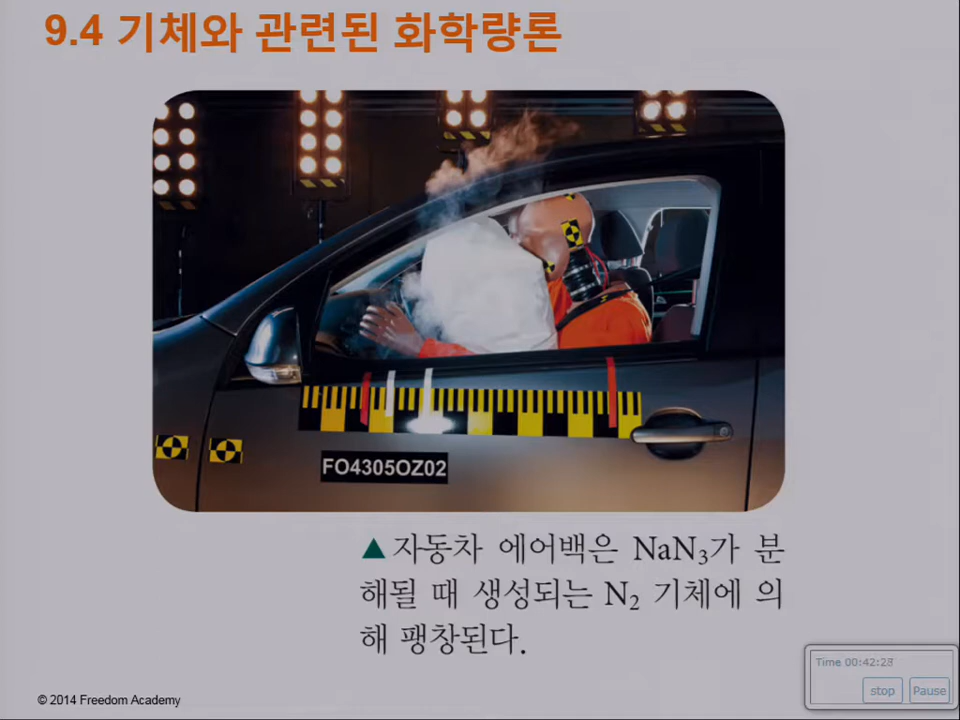 9.4 기체와 관련된 화학량론
FO4305OZ02
▲자동차 에어백은 NaN₃가 분
해될 때 생성되는 N₂ 기체에 의
해 팽창된다.
Time 00:42:28
stop Pause
© 2014 Freedom Academy